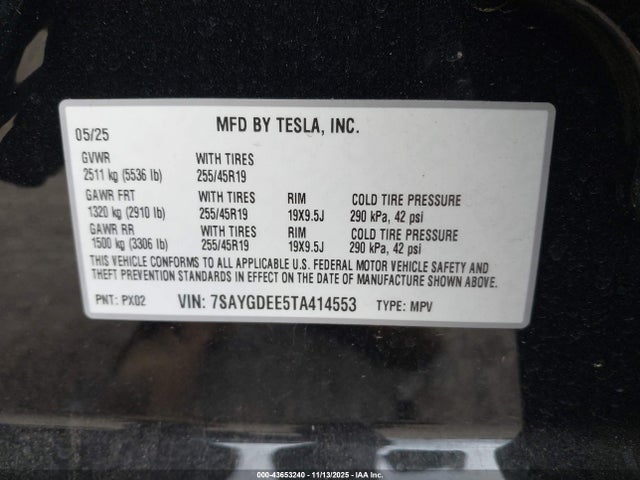 05/25 MFD BY TESLA, INC.
GVWR WITH TIRES
2511 kg (5536 lb) 255/45R19
GAWR FRT WITH TIRES RIM COLD TIRE PRESSURE
1320 kg (2910 lb) 255/45R19 19X9.5J 290 kPa, 42 psi
GAWR RR WITH TIRES RIM COLD TIRE PRESSURE
1500 kg (3306 lb) 255/45R19 19X9.5J 290 kPa, 42 psi
THIS VEHICLE CONFORMS TO ALL APPLICABLE U.S. FEDERAL MOTOR VEHICLE SAFETY AND
THEFT PREVENTION STANDARDS IN EFFECT ON THE DATE OF MANUFACTURE SHOWN ABOVE.
PNT: PX02 VIN: 7SAYGDEE5TA414553 TYPE: MPV
000-43653240 - 11/13/2025 - IAA Inc.